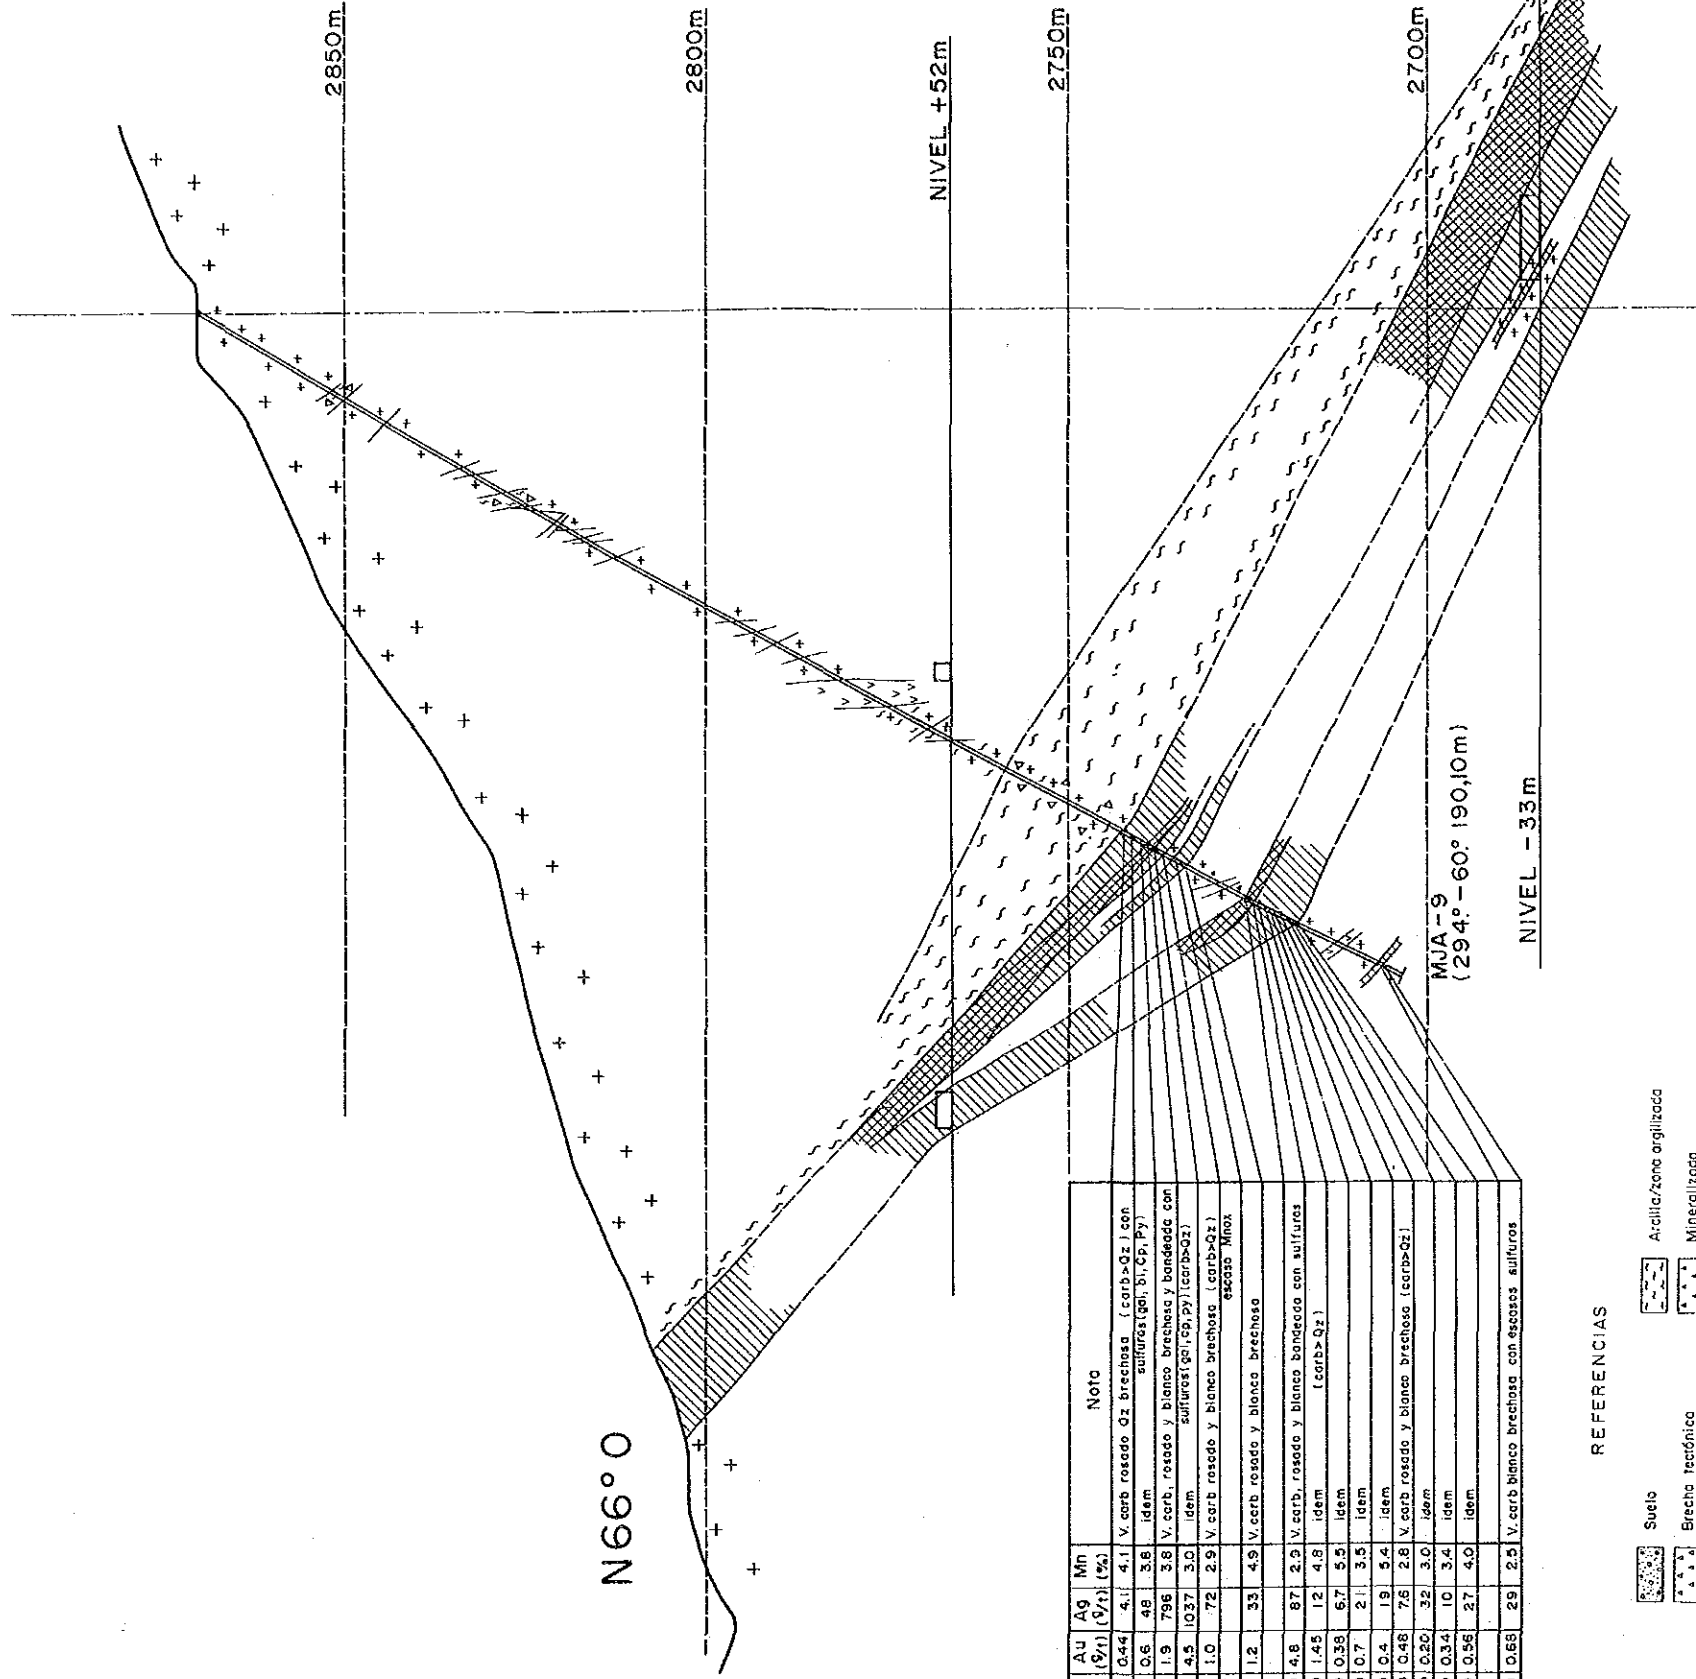 2850m
2800m
NIVEL +52m
2750m
2700m
N66°O
MJA-9
(294° -60° 190,10m)
NIVEL -33m
Au (g/t) Ag (g/t) Mn (%) Nota
0.44 4.1 4.1 V. carb rosado Qz brechosa (carb>Qz) con
sulfuros(gal, bl, Cp, Py)
0.6 48 3.8 idem
1.9 796 3.8 V. carb, rosado y blanco brechosa y bandeada con
sulfuros(gal, cp, py)(carb>Qz)
4.5 1037 3.0 idem
1.0 72 2.9 V. carb rosado y blanco brechosa (carb>Qz)
escaso Mnox
1.2 33 4.9 V. carb rosado y blanco brechosa
4.8 87 2.9 V. carb, rosado y blanco bandeada con sulfuros
(carb>Qz)
1.45 12 4.8 idem
0.38 6.7 5.5 idem
0.7 21 3.5 idem
0.4 19 5.4 idem
0.48 7.6 2.8 V. carb rosado y blanco brechosa (carb>Qz)
0.20 32 3.0 idem
0.34 10 3.4 idem
0.56 27 4.0 idem
0.68 29 2.5 V. carb blanco brechosa con escasos sulfuros
REFERENCIAS
Suelo
Arcilla/zona argilizada
Brecha tectónica
Mineralizada